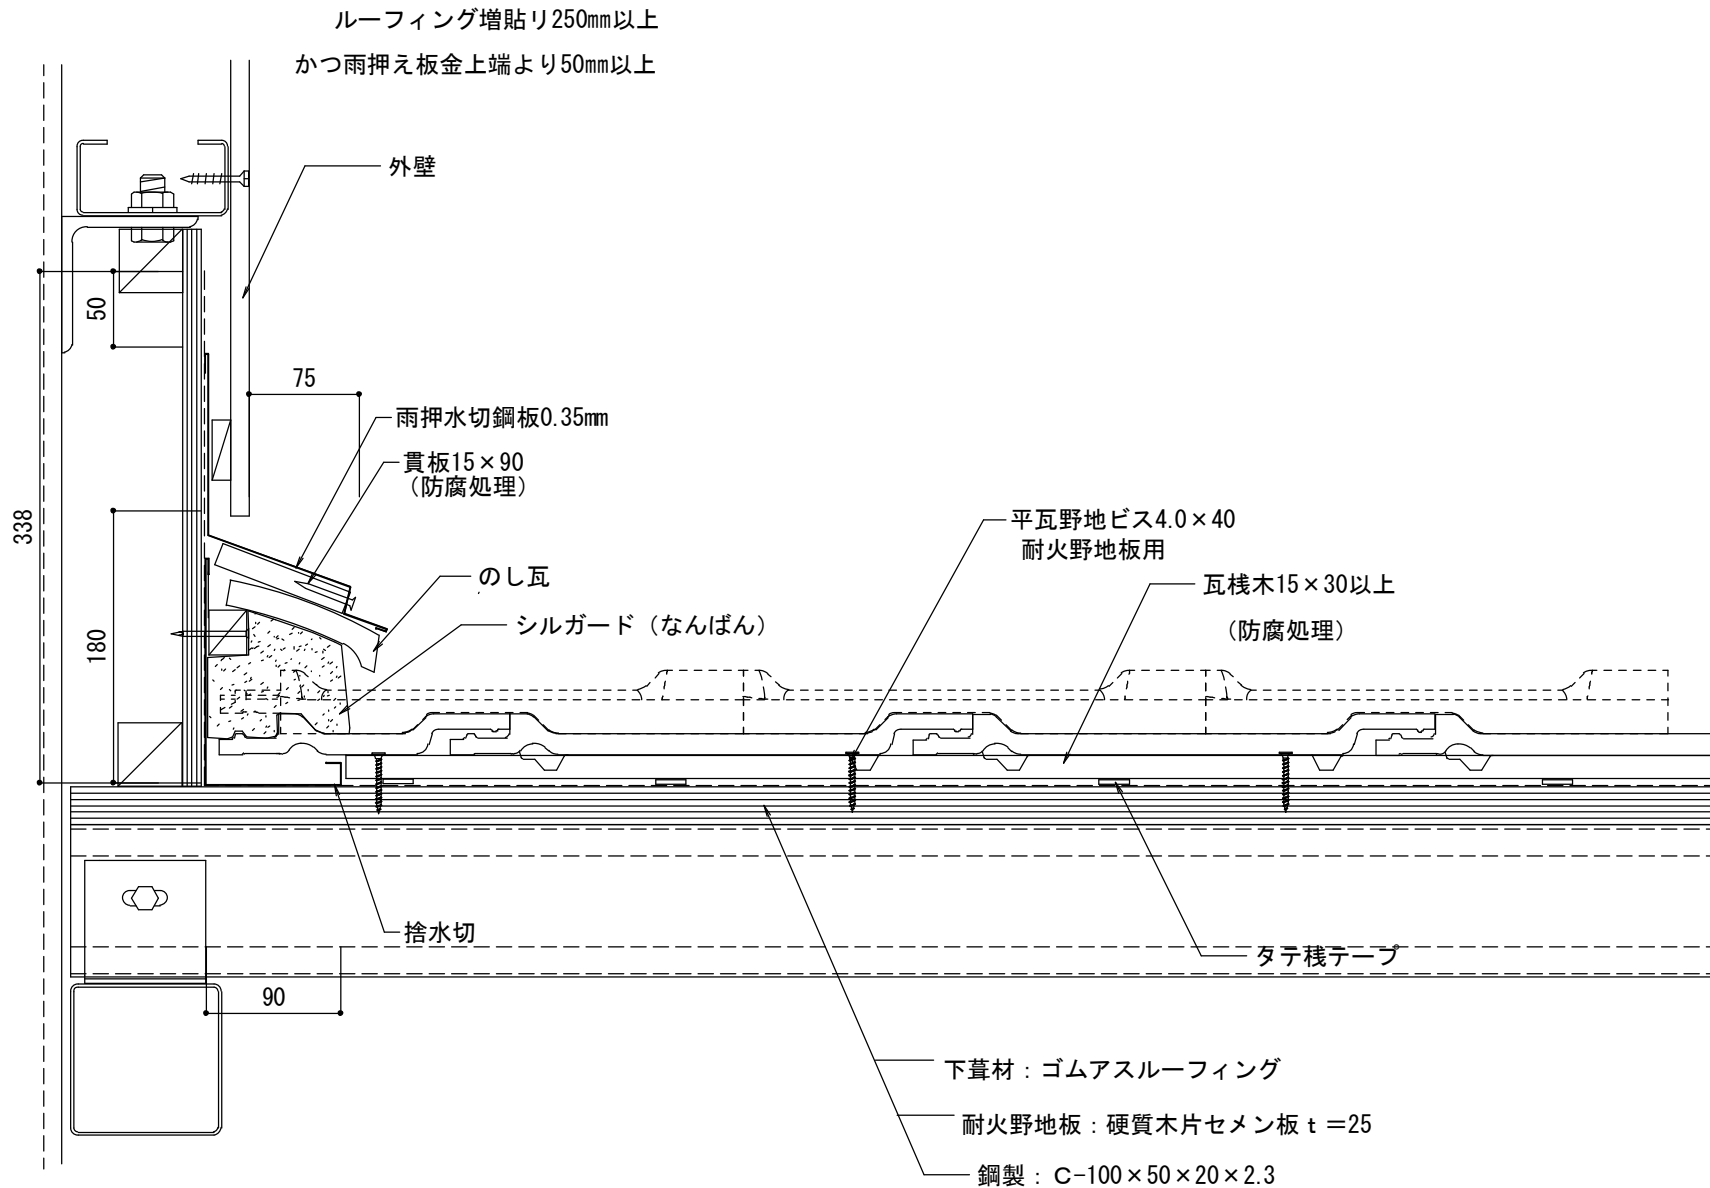 ルーフィング増貼り250mm以上
かつ雨押え板金上端より50mm以上
外壁
50
75
雨押水切鋼板0.35mm
貫板15×90
（防腐処理）
338
平瓦野地ビス4.0×40
耐火野地板用
のし瓦
瓦桟木15×30以上
（防腐処理）
シルガード（なんばん）
180
捨水切
タテ桟テープ
90
下葺材：ゴムアスルーフィング
耐火野地板：硬質木片セメン板ｔ＝25
鋼製：Ｃ-100×50×20×2.3